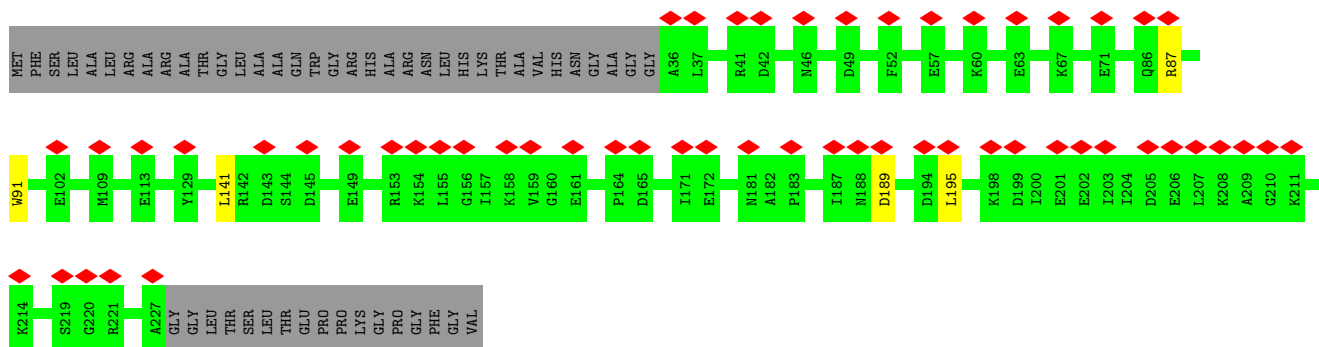 MET PHE SER LEU ALA LEU ARG ALA ARG ALA THR GLY LEU ALA ALA GLN TRP GLY ARG HIS ALA ARG ASN LEU HIS LYS THR ALA VAL HIS ASN GLY ALA GLY GLY A36 L37 R41 D42 N46 D49 F52 E57 K60 E63 K67 E71 Q86 R87
W91 E102 M109 E113 Y129 L141 R142 D143 S144 D145 E149 R153 K154 L155 G156 I157 K158 V159 G160 E161 P164 D165 I171 E172 N181 A182 P183 I187 N188 D189 D194 L195 K198 D199 I200 E201 E202 I203 I204 D205 E206 L207 K208 A209 G210 K211
K214 S219 G220 R221 A227 GLY GLY LEU THR SER LEU THR GLU PRO PRO LYS GLY PRO GLY PHE GLY VAL